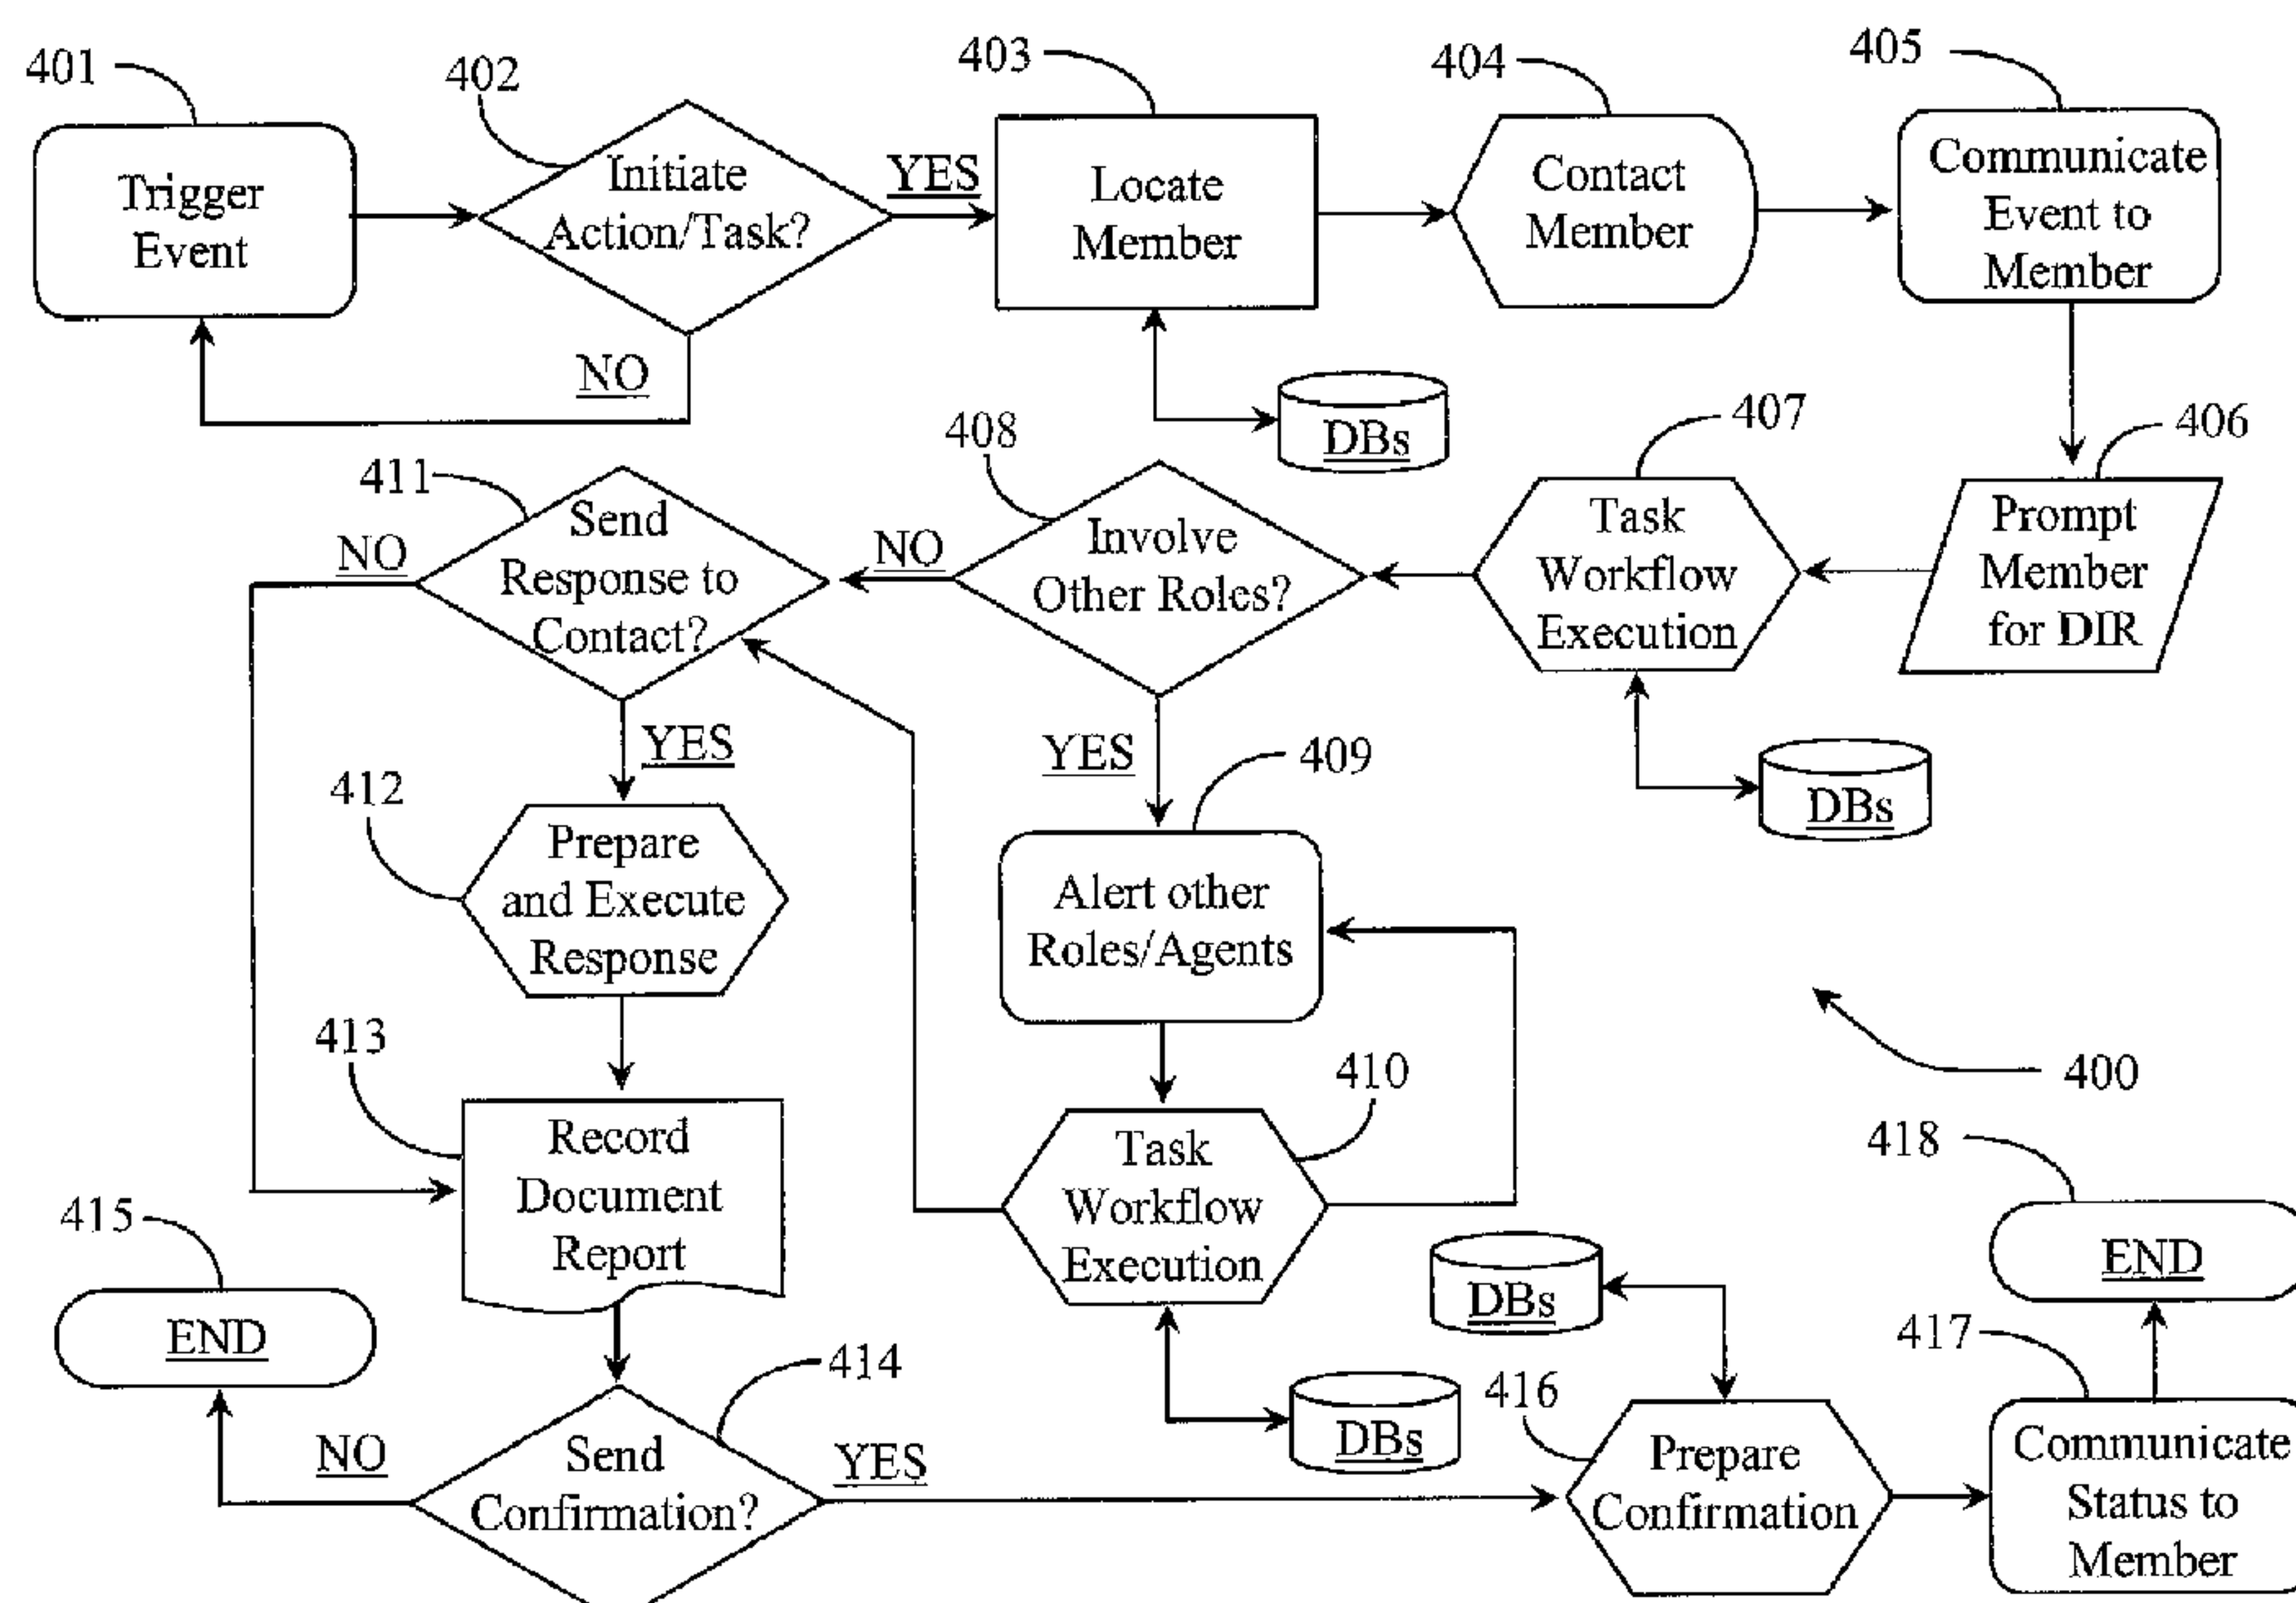 401
402
403
404
405
Trigger
Event
Initiate
Action/Task?
YES
Locate
Member
Contact
Member
Communicate
Event to
Member
NO
DBs
408
407
406
411
Send
Response to
Contact?
NO
NO
Involve
Other Roles?
Task
Workflow
Execution
Prompt
Member
for DIR
YES
YES
409
DBs
412
Prepare
and Execute
Response
Alert other
Roles/Agents
413
410
400
Record
Document
Report
Task
Workflow
Execution
418
415
END
DBs
END
417
414
416
DBs
NO
Send
Confirmation?
YES
Prepare
Confirmation
Communicate
Status to
Member